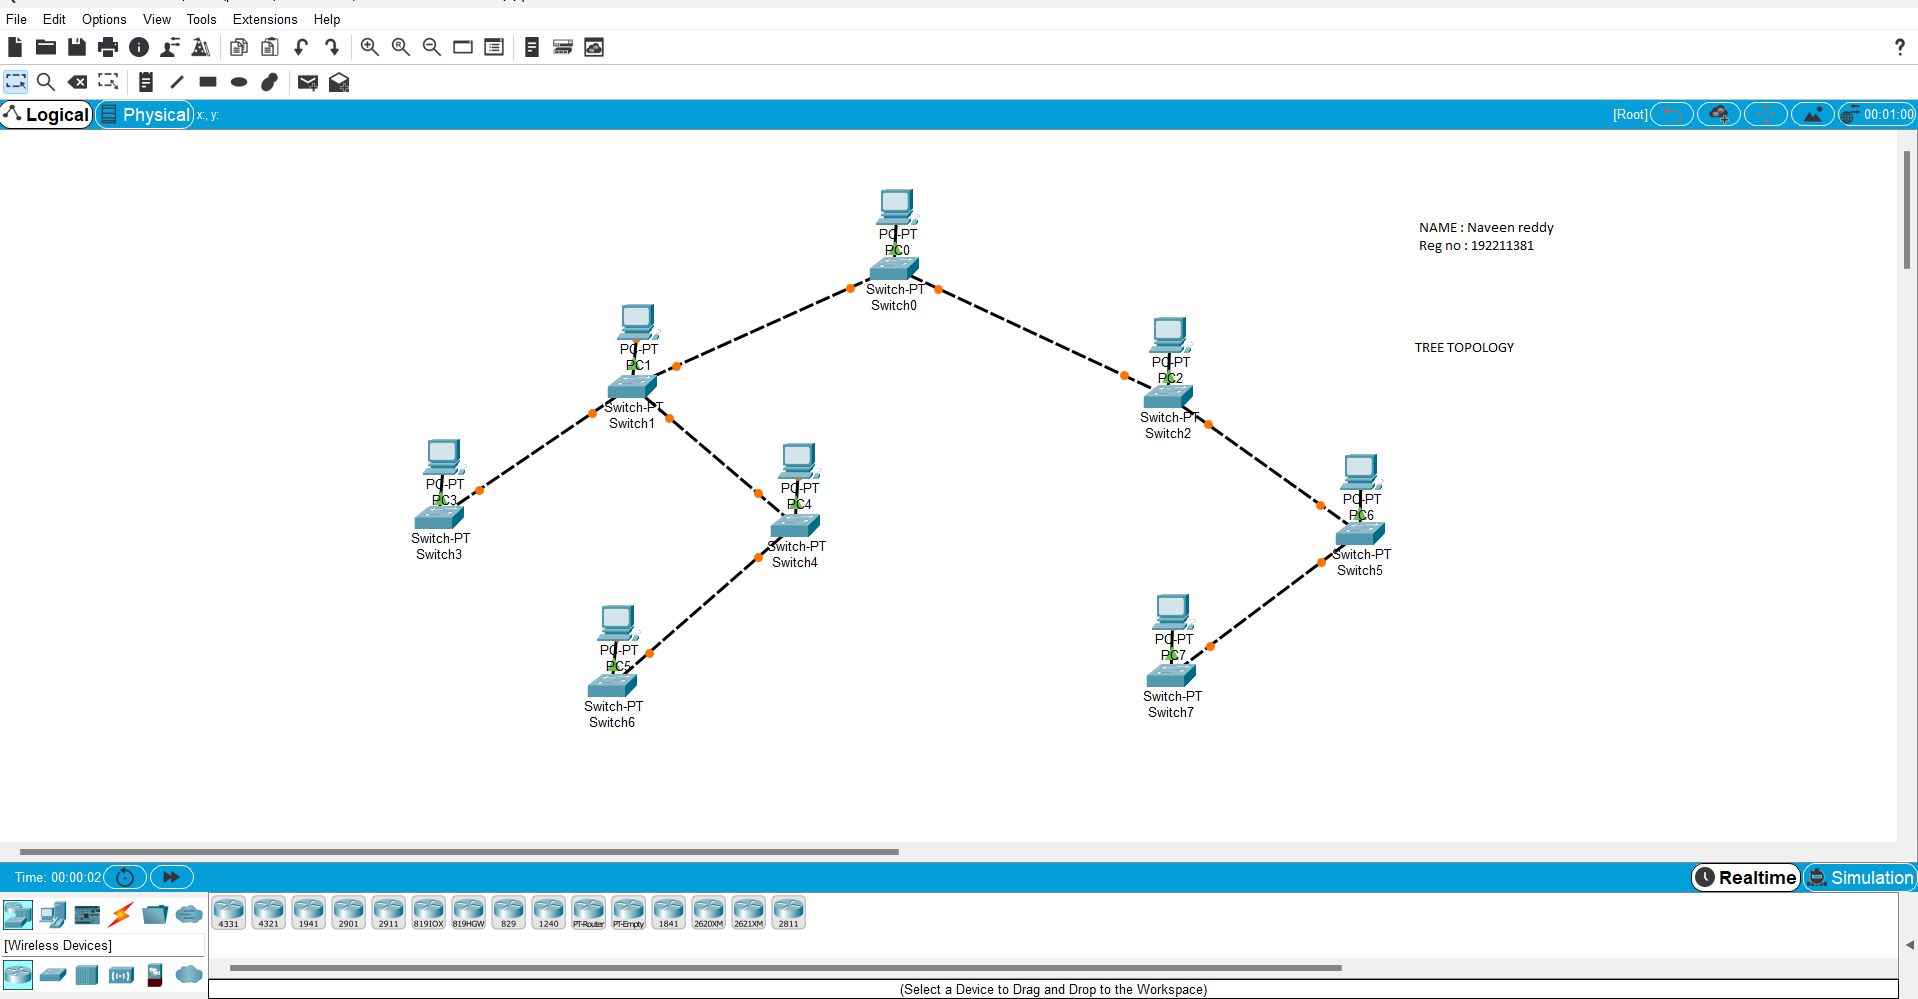 File Edit Options View Tools Extensions Help
?
Logical Physical x:, y: [Root] 00:01:00
PC-PT
PC0
Switch-PT
Switch0
NAME : Naveen reddy
Reg no : 192211381
TREE TOPOLOGY
PC-PT
PC1
Switch-PT
Switch1
PC-PT
PC2
Switch-PT
Switch2
PC-PT
PC3
Switch-PT
Switch3
PC-PT
PC4
Switch-PT
Switch4
PC-PT
PC6
Switch-PT
Switch5
PC-PT
PC5
Switch-PT
Switch6
PC-PT
PC7
Switch-PT
Switch7
Time: 00:00:02 Realtime Simulation
4331 4321 1941 2901 2911 819IOX 819HGW 829 1240 PT-Router PT-Empty 1841 2620XM 2621XM 2811
[Wireless Devices]
(Select a Device to Drag and Drop to the Workspace)